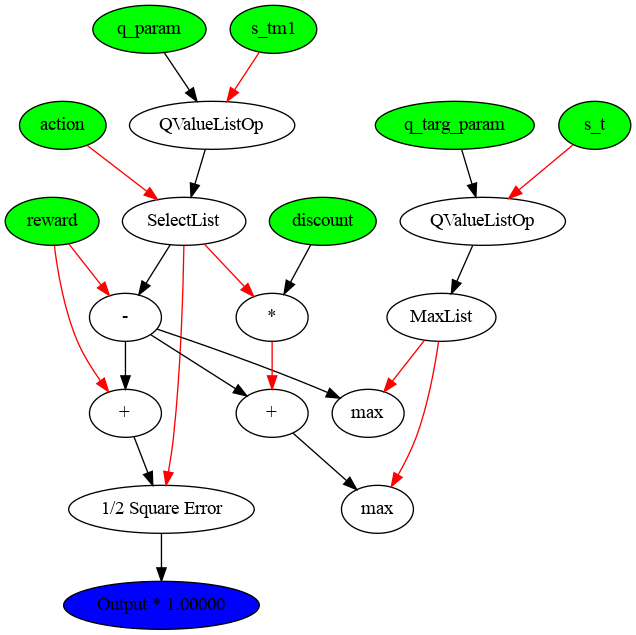 q_param
s_tm1
action
QValueListOp
q_targ_param
s_t
reward
SelectList
discount
QValueListOp
-
*
MaxList
+
+
max
1/2 Square Error
max
Output * 1.00000